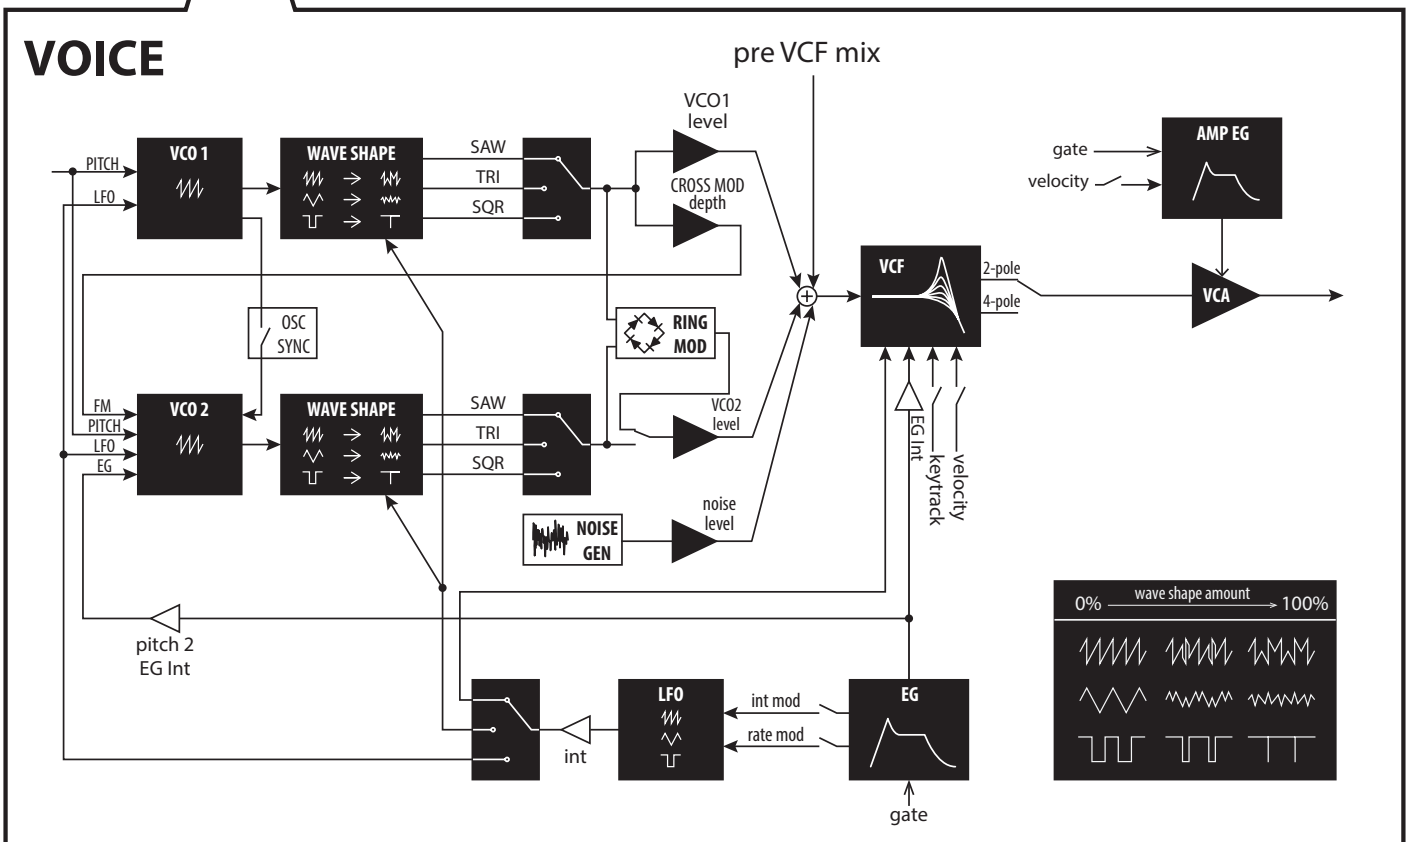 VOICE
pre VCF mix
VCO1
level
PITCH
LFO
VCO 1
WAVE SHAPE
SAW
TRI
SQR
CROSS MOD
depth
AMP EG
gate
velocity
VCF
2-pole
4-pole
VCA
OSC
SYNC
RING
MOD
FM
PITCH
LFO
EG
VCO 2
WAVE SHAPE
SAW
TRI
SQR
VCO2
level
EG Int
keytrack
velocity
NOISE
GEN
noise
level
pitch 2
EG Int
wave shape amount
0% 100%
int
LFO
int mod
rate mod
EG
gate